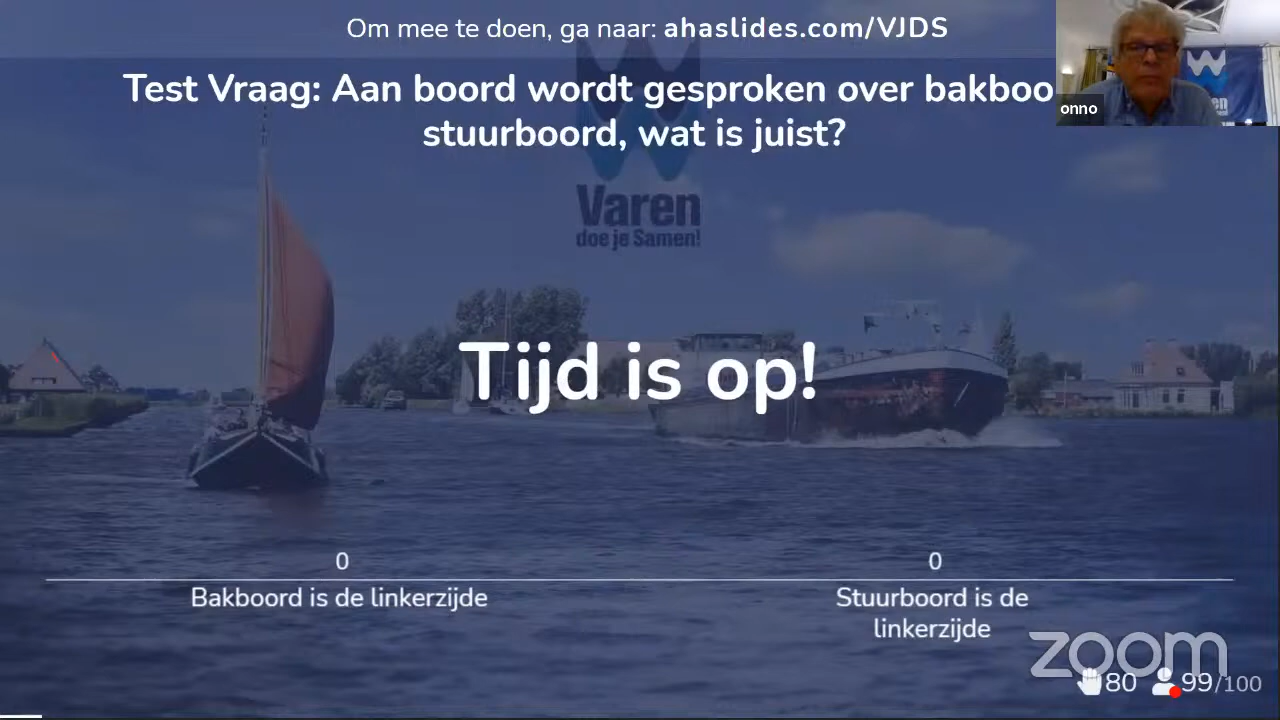 Om mee te doen, ga naar: ahaslides.com/VJDS
Test Vraag: Aan boord wordt gesproken over bakboo
stuurboord, wat is juist?
onno
Varen
doe je Samen!
Tijd is op!
0
Bakboord is de linkerzijde
0
Stuurboord is de
linkerzijde
zoom
80 99/100